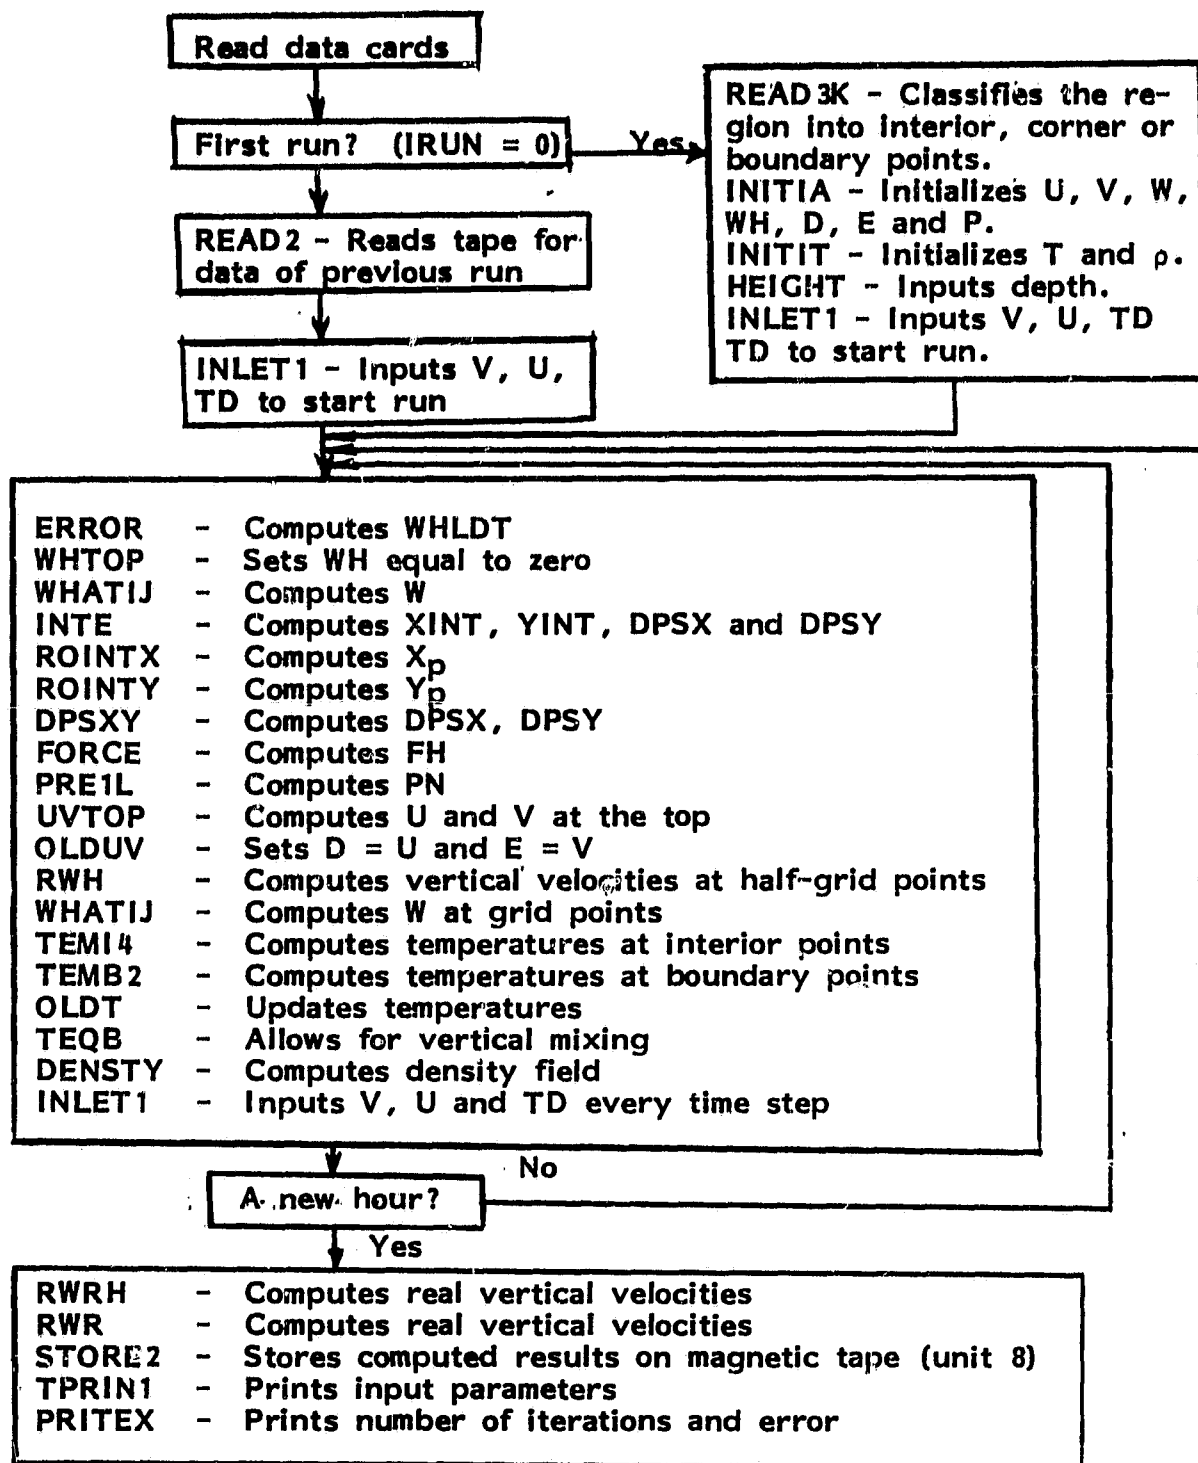 Read data cards
First run? (IRUN = 0)
Yes
READ3K - Classifies the re-
gion into interior, corner or
boundary points.
INITIA - Initializes U, V, W,
WH, D, E and P.
INITIT - Initializes T and ρ.
HEIGHT - Inputs depth.
INLET1 - Inputs V, U, TD
TD to start run.
READ2 - Reads tape for
data of previous run
INLET1 - Inputs V, U,
TD to start run
ERROR - Computes WHLDT
WHTOP - Sets WH equal to zero
WHATIJ - Computes W
INTE - Computes XINT, YINT, DPSX and DPSY
ROINTX - Computes Xp
ROINTY - Computes Yp
DPSXY - Computes DPSX, DPSY
FORCE - Computes FH
PRE1L - Computes PN
UVTOP - Computes U and V at the top
OLDUV - Sets D = U and E = V
RWH - Computes vertical velocities at half-grid points
WHATIJ - Computes W at grid points
TEMI4 - Computes temperatures at interior points
TEMB2 - Computes temperatures at boundary points
OLDT - Updates temperatures
TEQB - Allows for vertical mixing
DENSTY - Computes density field
INLET1 - Inputs V, U and TD every time step
No
A new hour?
Yes
RWRH - Computes real vertical velocities
RWR - Computes real vertical velocities
STORE2 - Stores computed results on magnetic tape (unit 8)
TPRIN1 - Prints input parameters
PRITEX - Prints number of iterations and error